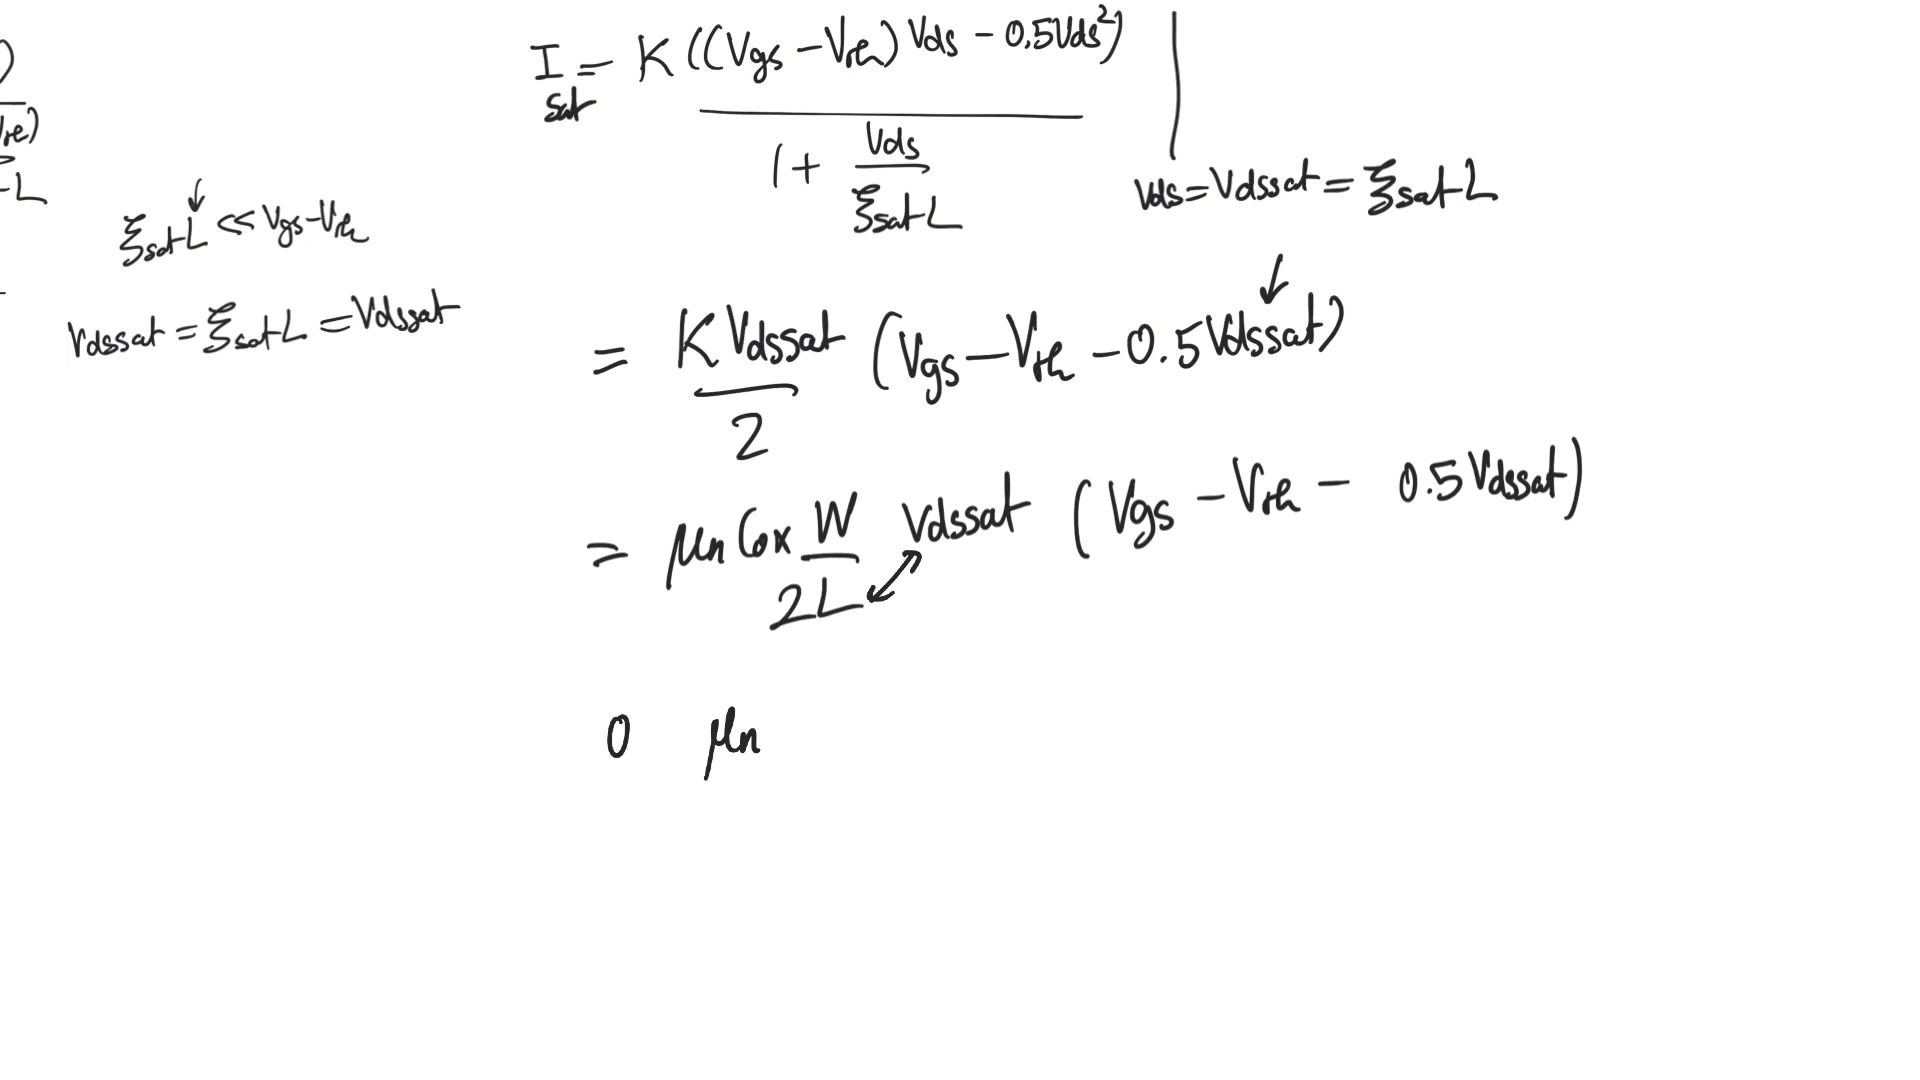 I_sat = K((Vgs - Vth)Vds - 0.5Vds²) / (1 + Vds / (ξsat L)) |
Vds = Vdssat = ξsat L
ξsat L << Vgs - Vth
Vdssat = ξsat L = Vdssat
= K Vdssat / 2 (Vgs - Vth - 0.5 Vdssat)
= μn Cox W / 2L Vdssat (Vgs - Vth - 0.5 Vdssat)
0 μn